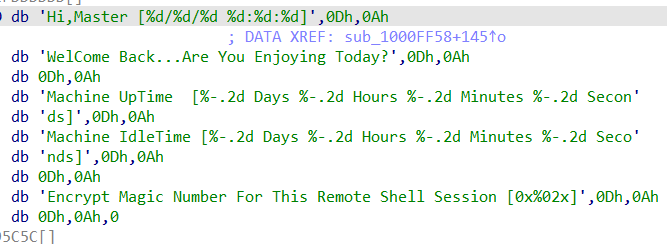 db 'Hi,Master [%d/%d/%d %d:%d:%d]',0Dh,0Ah
; DATA XREF: sub_1000FF58+145↑o
db 'WelCome Back...Are You Enjoying Today?',0Dh,0Ah
db 0Dh,0Ah
db 'Machine UpTime  [%-.2d Days %-.2d Hours %-.2d Minutes %-.2d Secon'
db 'ds]',0Dh,0Ah
db 'Machine IdleTime [%-.2d Days %-.2d Hours %-.2d Minutes %-.2d Seco'
db 'nds]',0Dh,0Ah
db 0Dh,0Ah
db 'Encrypt Magic Number For This Remote Shell Session [0x%02x]',0Dh,0Ah
db 0Dh,0Ah,0
95C5C[]